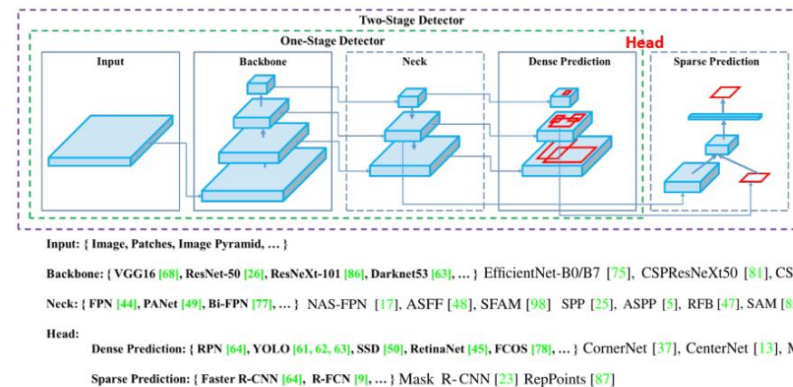 Two-Stage Detector
One-Stage Detector
Head
Input
Backbone
Neck
Dense Prediction
Sparse Prediction
Input: { Image, Patches, Image Pyramid, … }
Backbone: { VGG16 [68], ResNet-50 [26], ResNeXt-101 [86], Darknet53 [63], … } EfficientNet-B0/B7 [75], CSPResNeXt50 [81], CS
Neck: { FPN [44], PANet [49], Bi-FPN [77], … } NAS-FPN [17], ASFF [48], SFAM [98] SPP [25], ASPP [5], RFB [47], SAM [8
Head:
Dense Prediction: { RPN [64], YOLO [61, 62, 63], SSD [50], RetinaNet [45], FCOS [78], … } CornerNet [37], CenterNet [13], M
Sparse Prediction: { Faster R-CNN [64], R-FCN [9], … } Mask R-CNN [23] RepPoints [87]